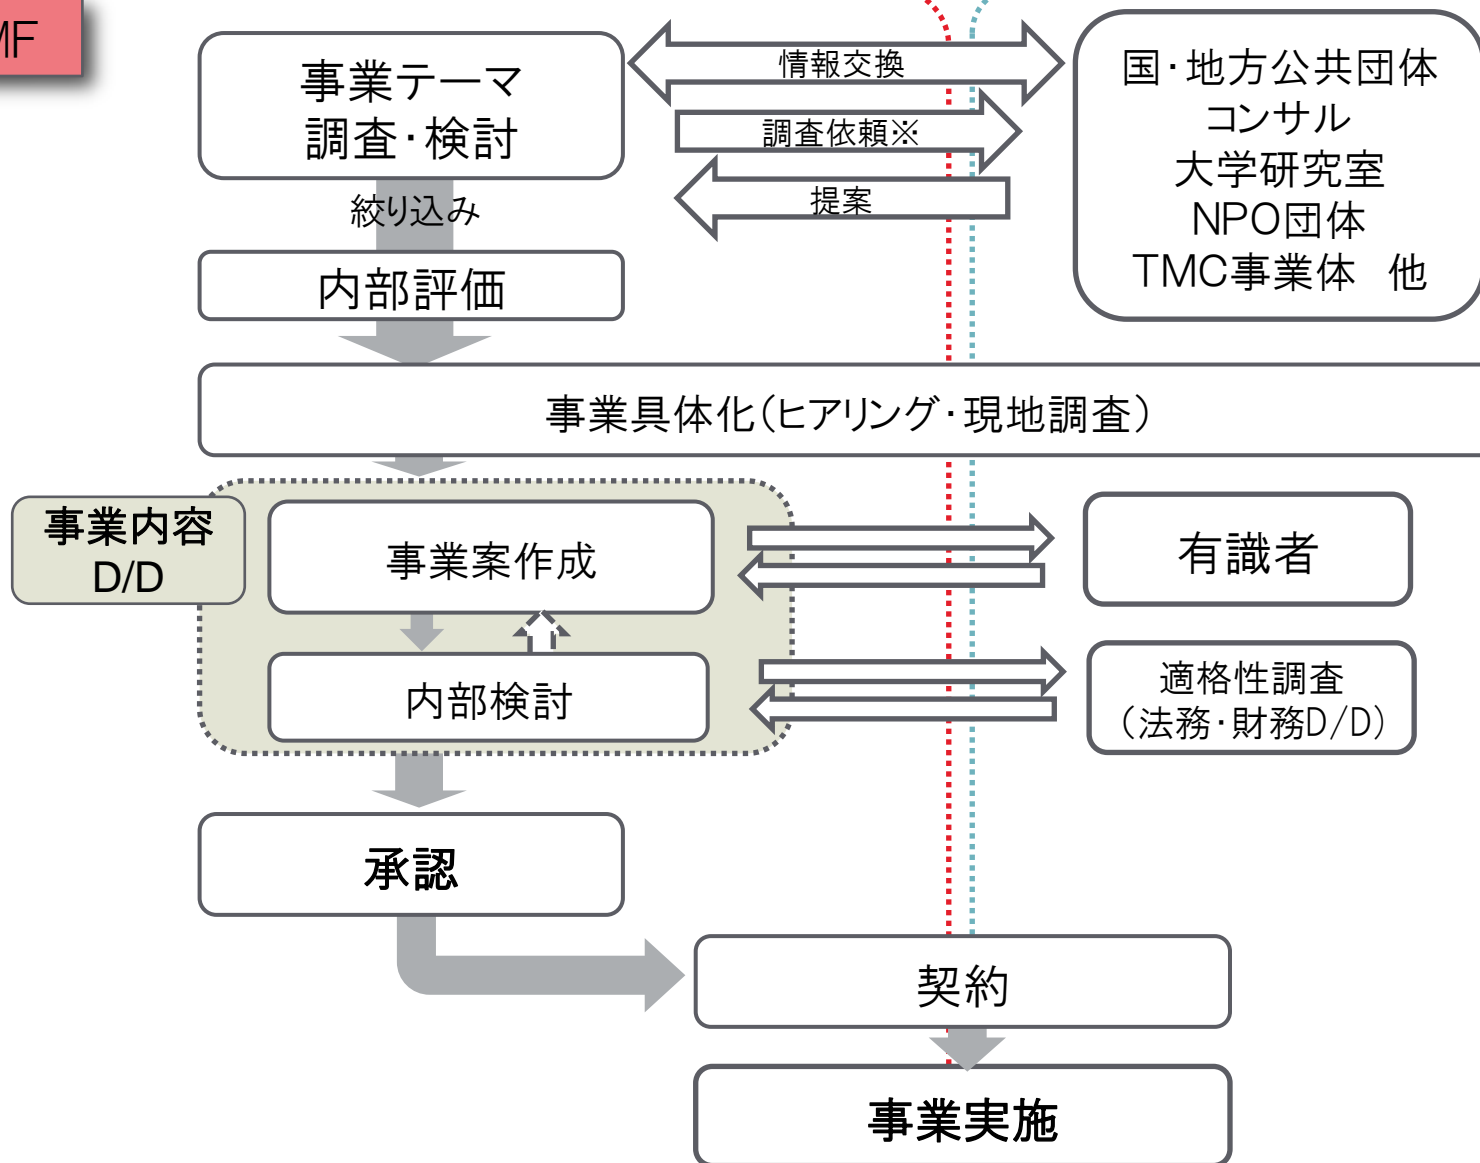 MF
事業テーマ
調査・検討
情報交換
調査依頼※
提案
国・地方公共団体
コンサル
大学研究室
NPO団体
TMC事業体　他
絞り込み
内部評価
事業具体化(ヒアリング・現地調査)
事業内容
D/D
事業案作成
有識者
内部検討
適格性調査
(法務・財務D/D)
承認
契約
事業実施